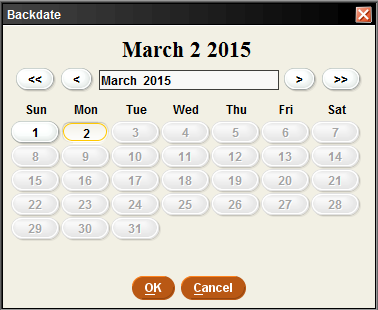 Backdate
March 2 2015
<< < March 2015 > >>
Sun Mon Tue Wed Thu Fri Sat
1 2 3 4 5 6 7
8 9 10 11 12 13 14
15 16 17 18 19 20 21
22 23 24 25 26 27 28
29 30 31
OK Cancel